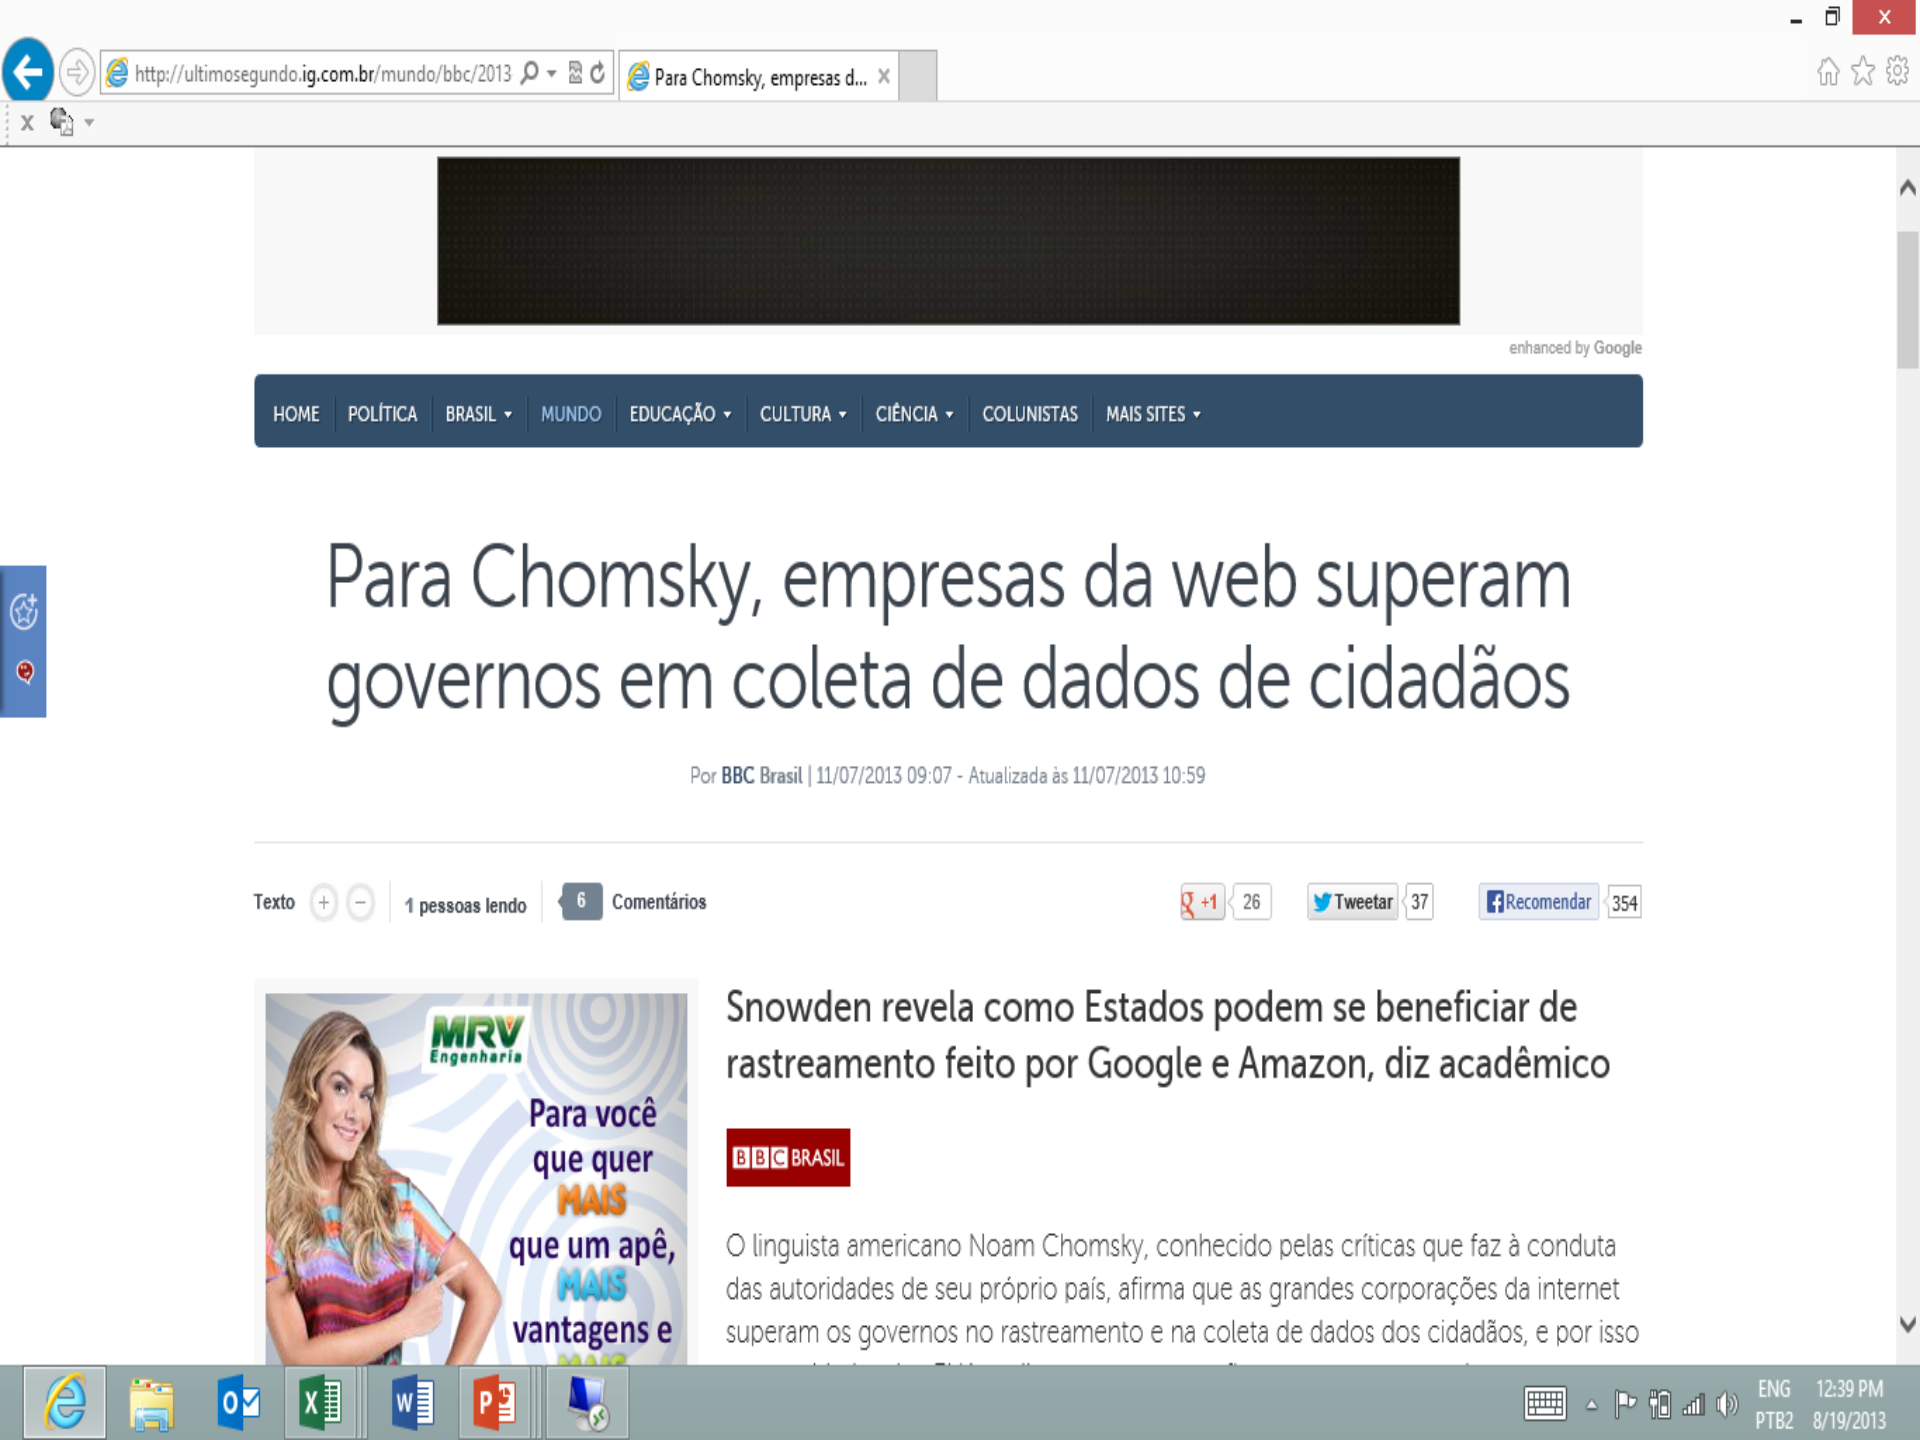 http://ultimosegundo.ig.com.br/mundo/bbc/2013
Para Chomsky, empresas d...
enhanced by Google
HOME POLÍTICA BRASIL MUNDO EDUCAÇÃO CULTURA CIÊNCIA COLUNISTAS MAIS SITES
Para Chomsky, empresas da web superam
governos em coleta de dados de cidadãos
Por BBC Brasil | 11/07/2013 09:07 - Atualizada às 11/07/2013 10:59
Texto + - 1 pessoas lendo 6 Comentários
+1 26 Tweetar 37 Recomendar 354
MRV
Engenharia
Para você
que quer
MAIS
que um apê,
MAIS
vantagens e
MAIS
Snowden revela como Estados podem se beneficiar de
rastreamento feito por Google e Amazon, diz acadêmico
BBC BRASIL
O linguista americano Noam Chomsky, conhecido pelas críticas que faz à conduta
das autoridades de seu próprio país, afirma que as grandes corporações da internet
superam os governos no rastreamento e na coleta de dados dos cidadãos, e por isso
ENG 12:39 PM
PTB2 8/19/2013